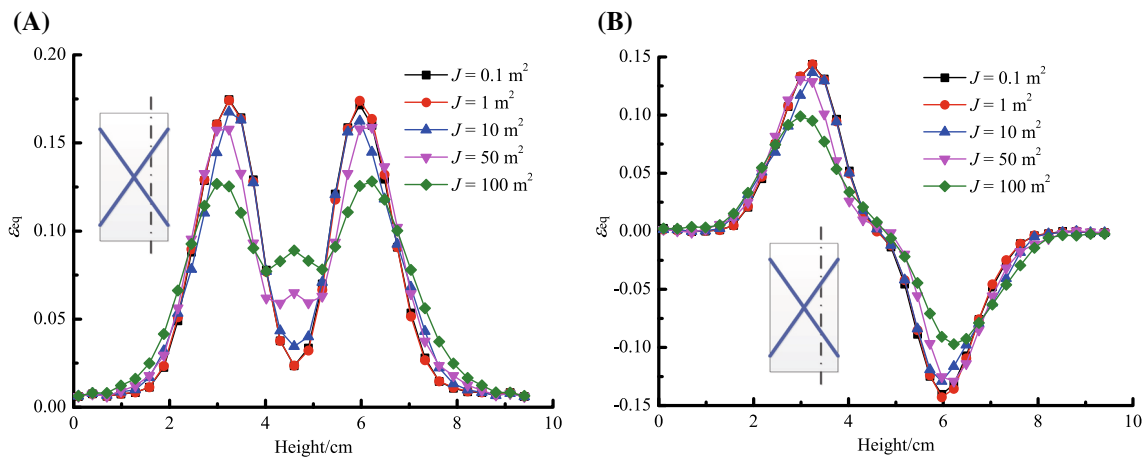 (A)
0.20
0.15
0.10
0.05
0.00
εeq
J = 0.1 m²
J = 1 m²
J = 10 m²
J = 50 m²
J = 100 m²
0 2 4 6 8 10
Height/cm
(B)
0.15
0.10
0.05
0.00
-0.05
-0.10
-0.15
εeq
J = 0.1 m²
J = 1 m²
J = 10 m²
J = 50 m²
J = 100 m²
0 2 4 6 8 10
Height/cm